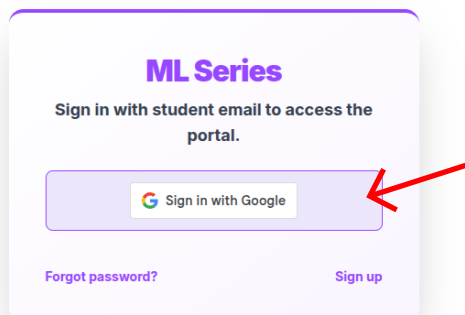 ML Series
Sign in with student email to access the
portal.
Sign in with Google
Forgot password?
Sign up